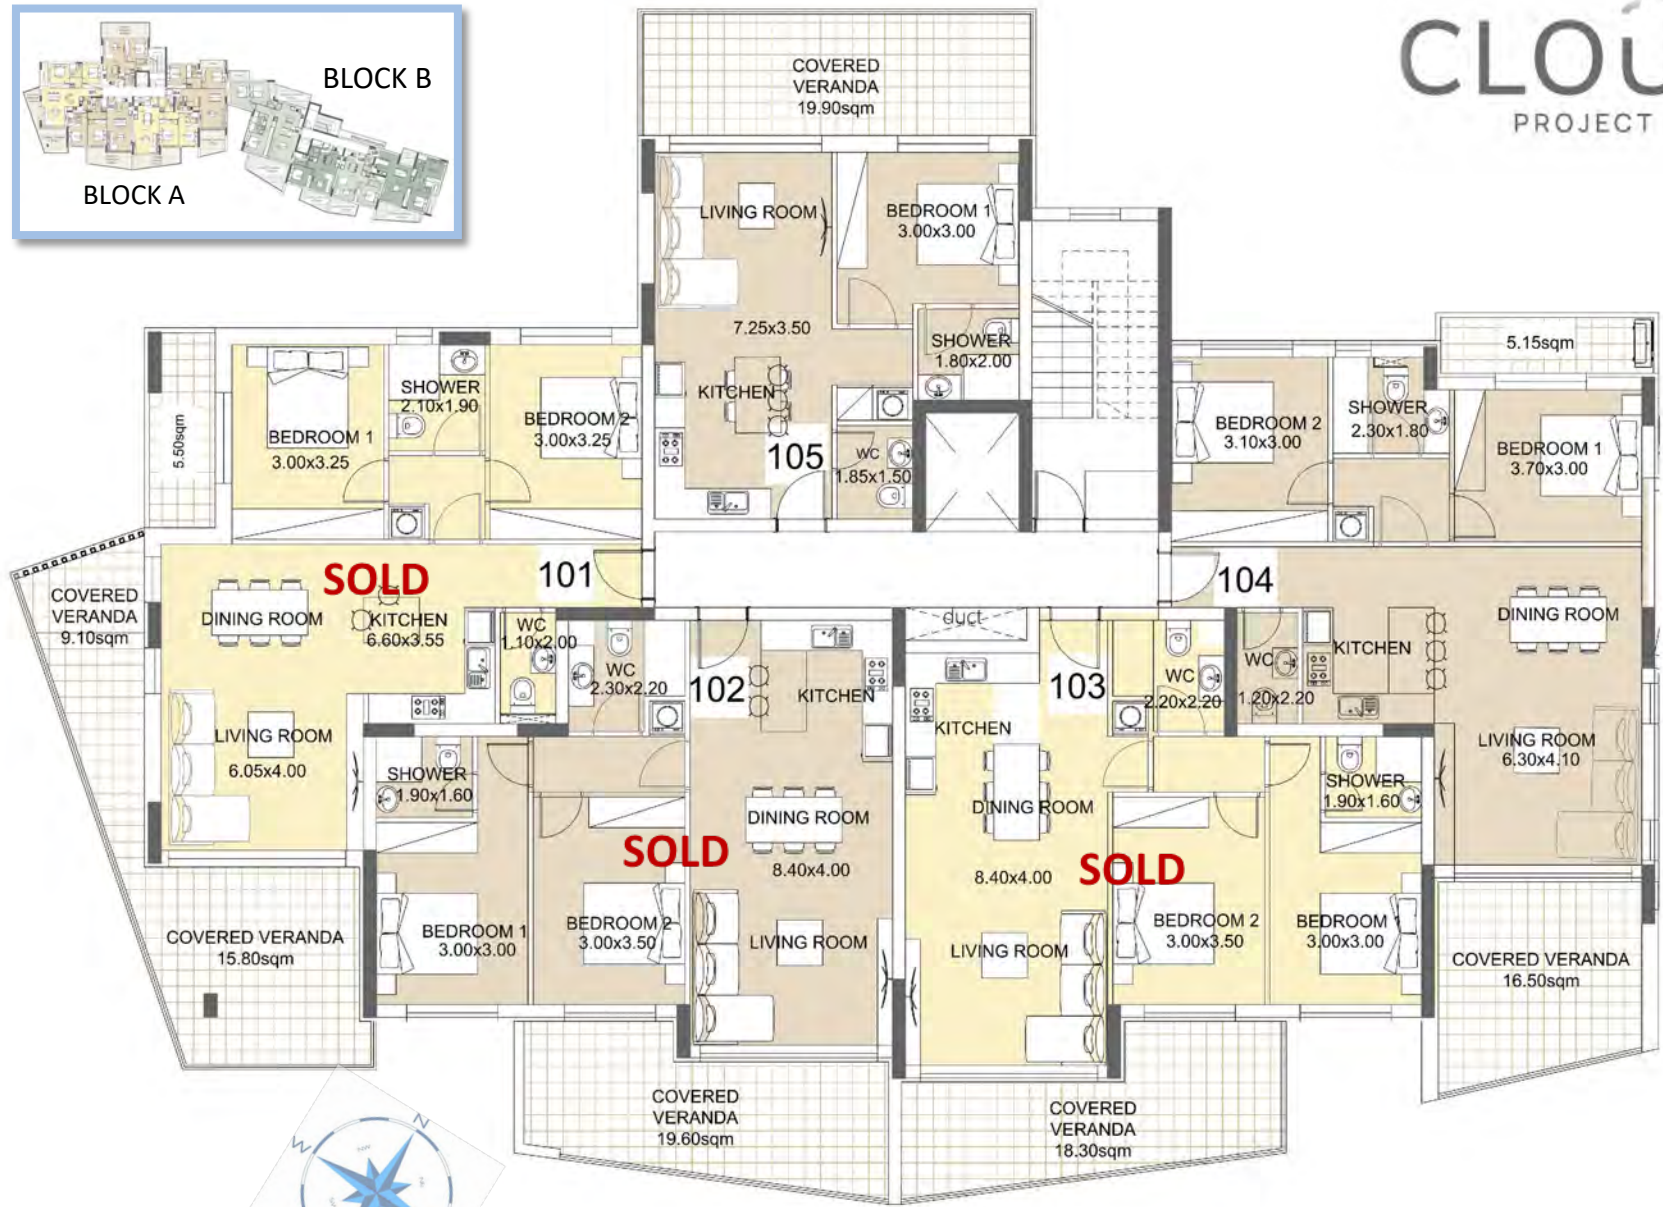 BLOCK B
BLOCK A
PROJECT
COVERED
VERANDA
19.90sqm
LIVING ROOM
BEDROOM 1
3.00x3.00
7.25x3.50
SHOWER
1.80x2.00
KITCHEN
105
WC
1.85x1.50
5.50sqm
BEDROOM 1
3.00x3.25
SHOWER
2.10x1.90
BEDROOM 2
3.00x3.25
5.15sqm
BEDROOM 2
3.10x3.00
SHOWER
2.30x1.80
BEDROOM 1
3.70x3.00
COVERED
VERANDA
9.10sqm
SOLD
101
DINING ROOM
KITCHEN
6.60x3.55
WC
1.10x2.00
LIVING ROOM
6.05x4.00
COVERED VERANDA
15.80sqm
WC
2.30x2.20
102
KITCHEN
SHOWER
1.90x1.60
DINING ROOM
8.40x4.00
SOLD
BEDROOM 1
3.00x3.00
BEDROOM 2
3.00x3.50
LIVING ROOM
COVERED
VERANDA
19.60sqm
duct
103
WC
2.20x2.20
KITCHEN
DINING ROOM
8.40x4.00
SOLD
SHOWER
1.90x1.60
LIVING ROOM
BEDROOM 2
3.00x3.50
BEDROOM 1
3.00x3.00
COVERED
VERANDA
18.30sqm
104
WC
1.20x2.20
KITCHEN
DINING ROOM
LIVING ROOM
6.30x4.10
COVERED VERANDA
16.50sqm
N
W